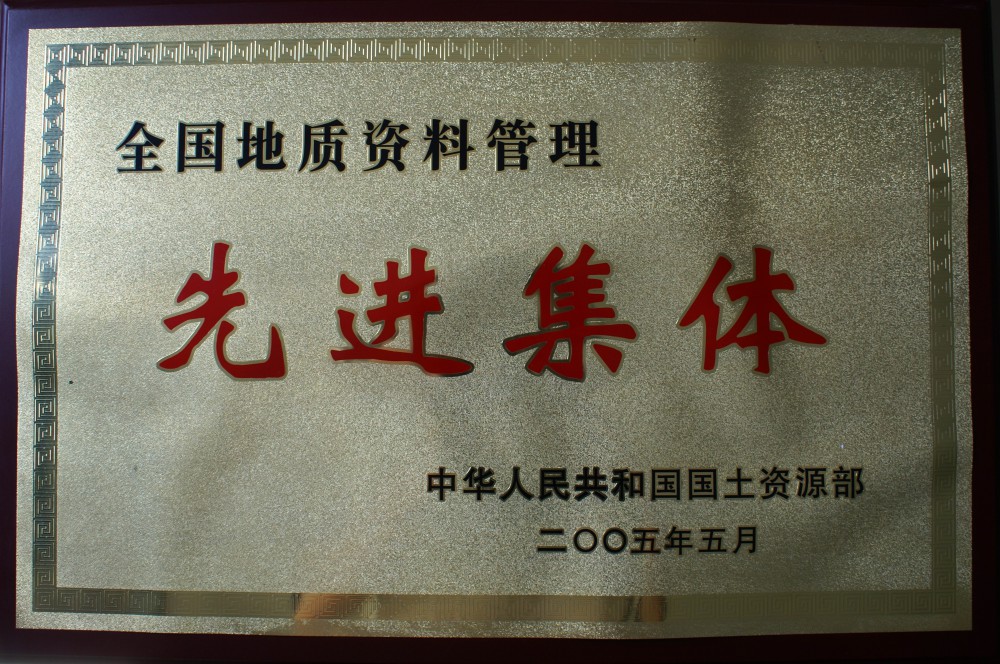 全国地质资料管理
先进集体
中华人民共和国国土资源部
二〇〇五年五月